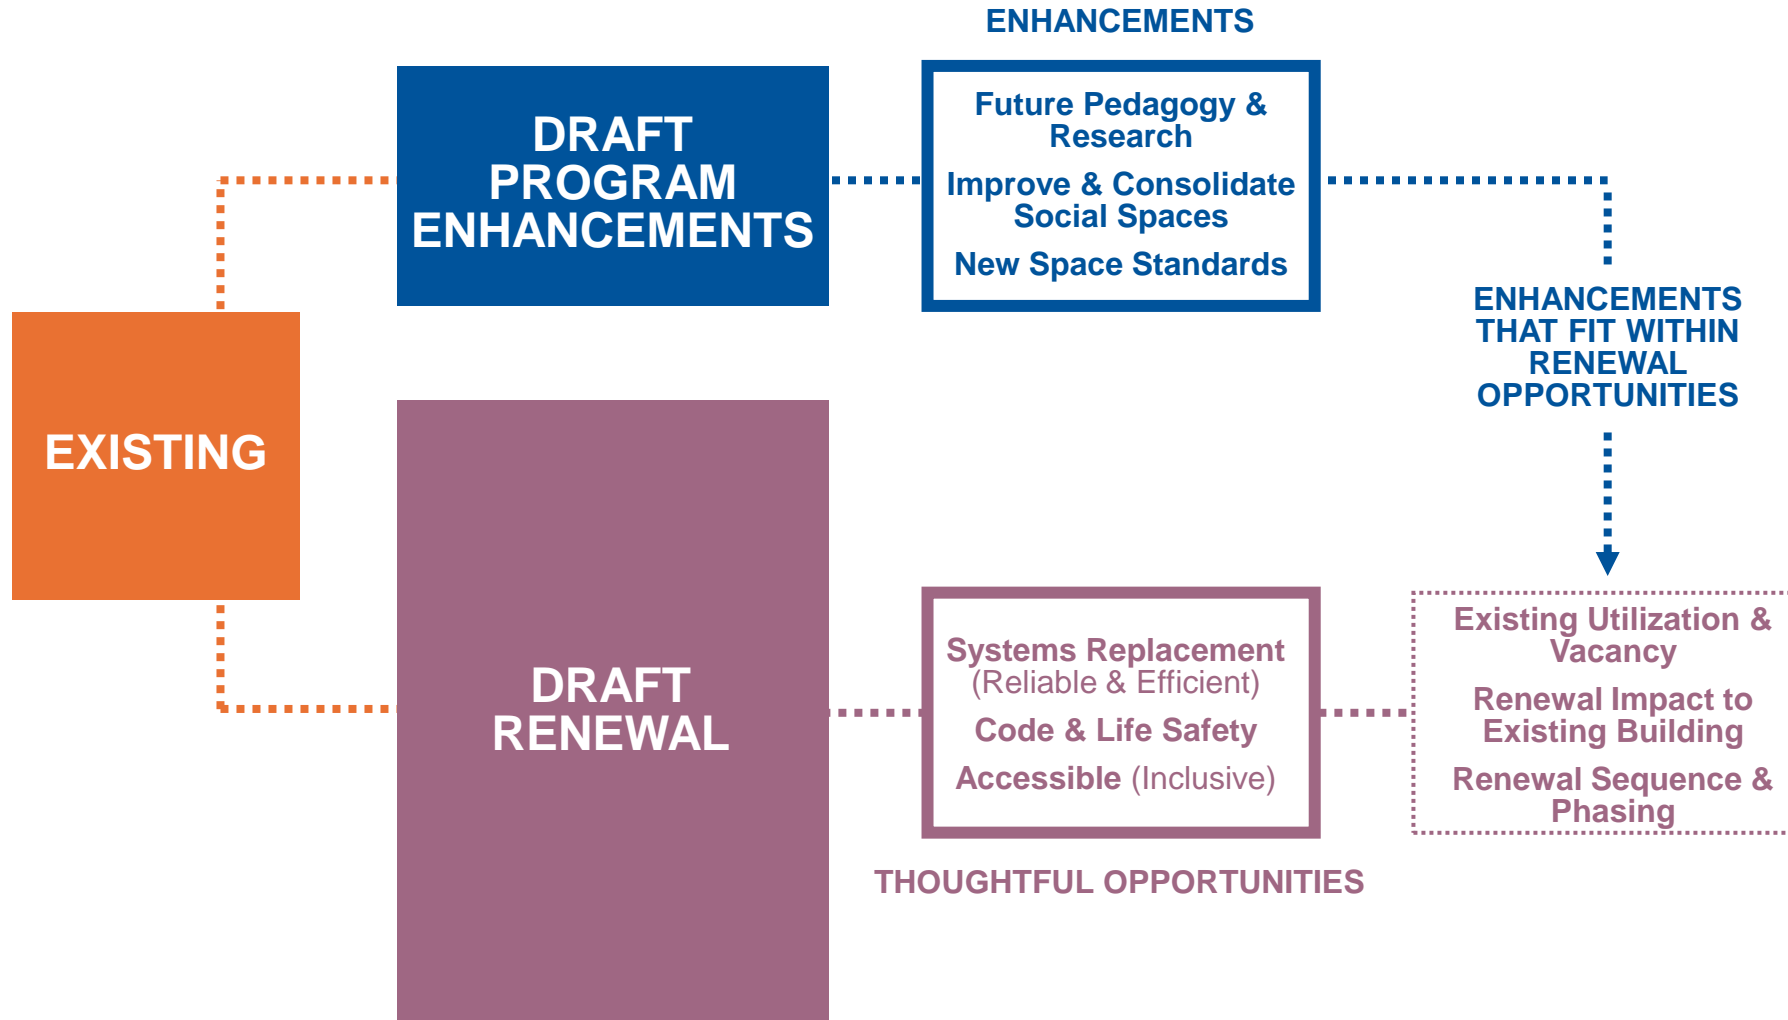 ENHANCEMENTS
DRAFT
PROGRAM
ENHANCEMENTS
Future Pedagogy &
Research
Improve & Consolidate
Social Spaces
New Space Standards
ENHANCEMENTS
THAT FIT WITHIN
RENEWAL
OPPORTUNITIES
EXISTING
DRAFT
RENEWAL
Systems Replacement
(Reliable & Efficient)
Code & Life Safety
Accessible (Inclusive)
THOUGHTFUL OPPORTUNITIES
Existing Utilization &
Vacancy
Renewal Impact to
Existing Building
Renewal Sequence &
Phasing